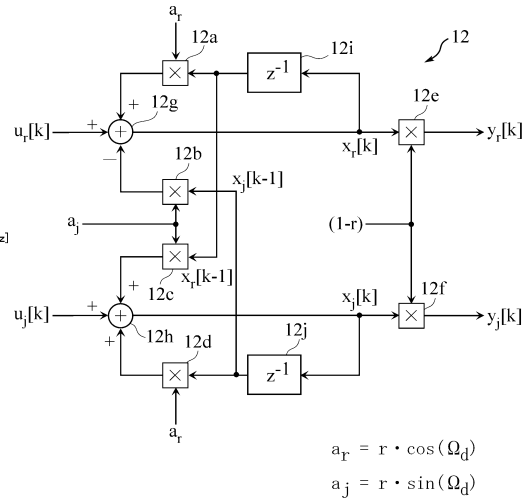 a_r
12a
12i
12
z^-1
12e
+
12g
u_r[k]
+
+
×
×
x_r[k]
y_r[k]
−
12b
×
x_j[k-1]
z]
a_j
(1-r)
×
x_r[k-1]
12c
+
x_j[k]
12f
u_j[k]
+
+
×
y_j[k]
12h
+
12d
12j
×
z^-1
a_r
a_r = r・cos(Ω_d)
a_j = r・sin(Ω_d)